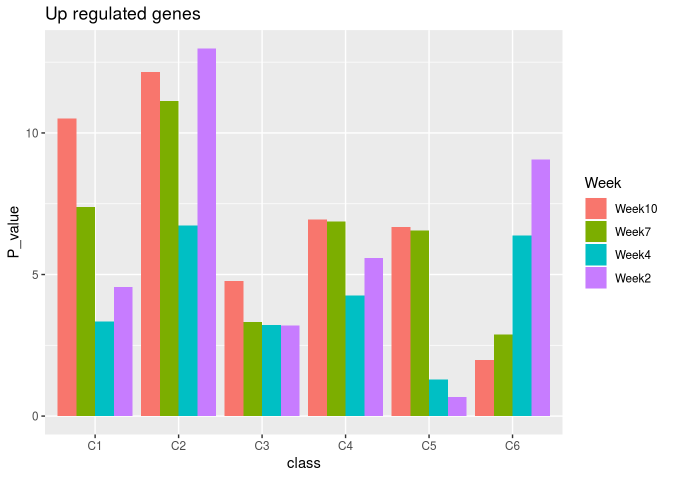 Up regulated genes
P_value
10
5
0
C1 C2 C3 C4 C5 C6
class
Week
Week10
Week7
Week4
Week2